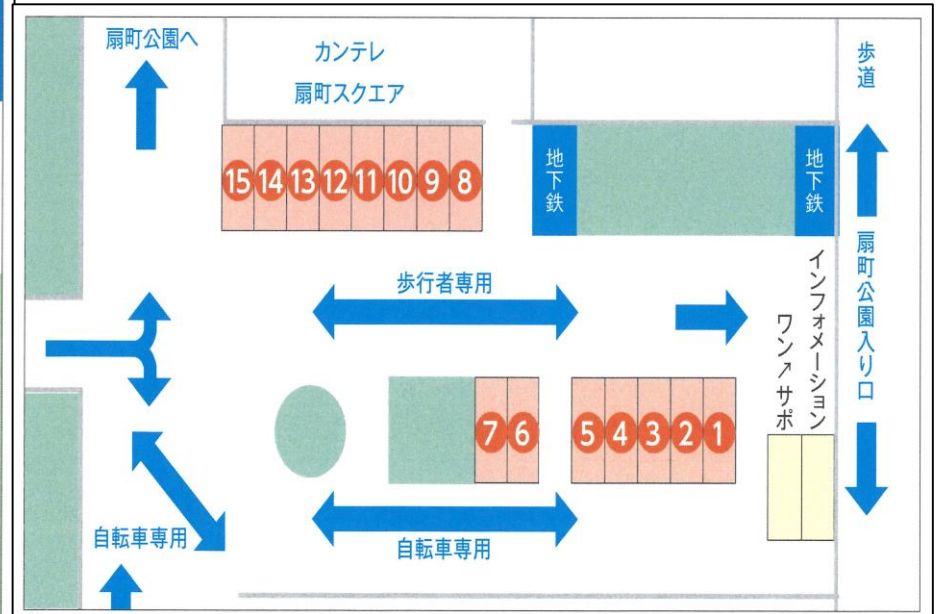 扇町公園へ
カンテレ
扇町スクエア
歩道
15 14 13 12 11 10 9 8
地下鉄
地下鉄
扇町公園入り口
歩行者専用
インフォメーション
ワン↗サポ
7 6
5 4 3 2 1
自転車専用
自転車専用